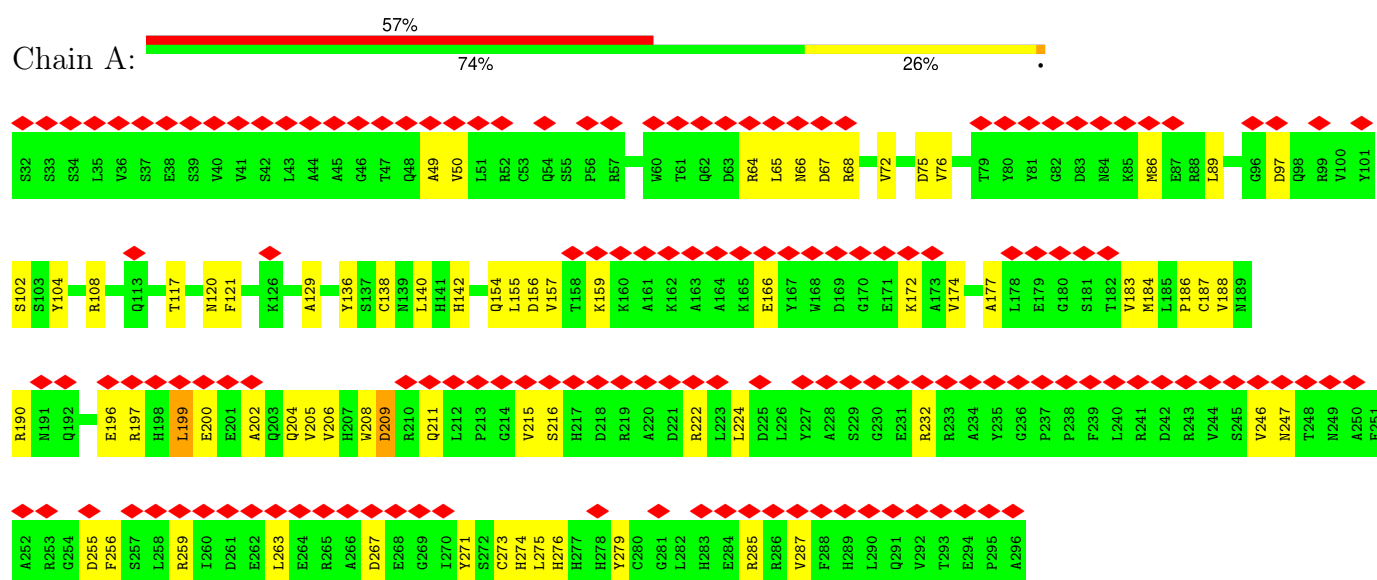 57%
Chain A:
74% 26% •
S32 S33 S34 L35 V36 S37 E38 S39 V40 V41 S42 L43 A44 A45 G46 T47 Q48 A49 V50 L51 R52 C53 Q54 S55 P56 R57 W60 T61 Q62 D63 R64 L65 N66 D67 R68 V72 D75 V76 T79 Y80 Y81 G82 D83 N84 K85 M86 E87 R88 L89 G96 D97 Q98 R99 V100 Y101
S102 S103 Y104 R108 Q113 T117 N120 F121 K126 A129 Y136 S137 C138 N139 L140 H141 H142 Q154 L155 D156 V157 T158 K159 K160 A161 K162 A163 A164 K165 E166 Y167 W168 D169 G170 E171 K172 A173 V174 A177 L178 E179 G180 S181 T182 V183 M184 L185 P186 C187 V188 N189
R190 N191 Q192 E196 R197 H198 L199 E200 E201 A202 Q203 Q204 V205 V206 H207 W208 D209 R210 Q211 L212 P213 G214 V215 S216 H217 D218 R219 A220 D221 R222 L223 L224 D225 L226 Y227 A228 S229 G230 E231 R232 R233 A234 Y235 G236 P237 P238 F239 L240 R241 D242 R243 V244 S245 V246 N247 T248 N249 A250
A252 R253 G254 D255 F256 S257 L258 R259 I260 D261 E262 L263 E264 R265 A266 D267 E268 G269 I270 Y271 S272 C273 H274 L275 H276 H277 H278 Y279 C280 G281 L282 H283 E284 R285 R286 V287 F288 H289 L290 Q291 V292 T293 E294 P295 A296